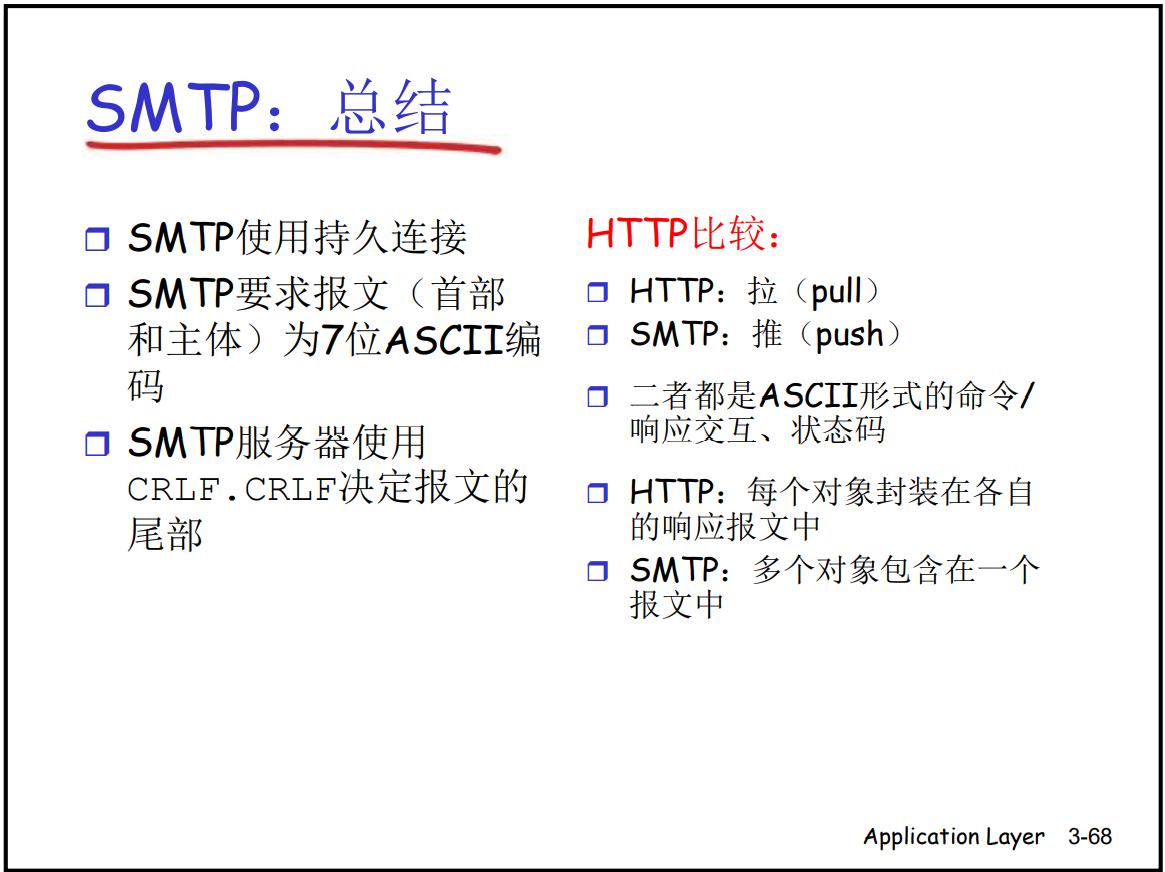 SMTP：总结
SMTP使用持久连接
SMTP要求报文（首部
和主体）为7位ASCII编
码
SMTP服务器使用
CRLF.CRLF决定报文的
尾部
HTTP比较：
HTTP：拉（pull）
SMTP：推（push）
二者都是ASCII形式的命令/
响应交互、状态码
HTTP：每个对象封装在各自
的响应报文中
SMTP：多个对象包含在一个
报文中
Application Layer 3-68